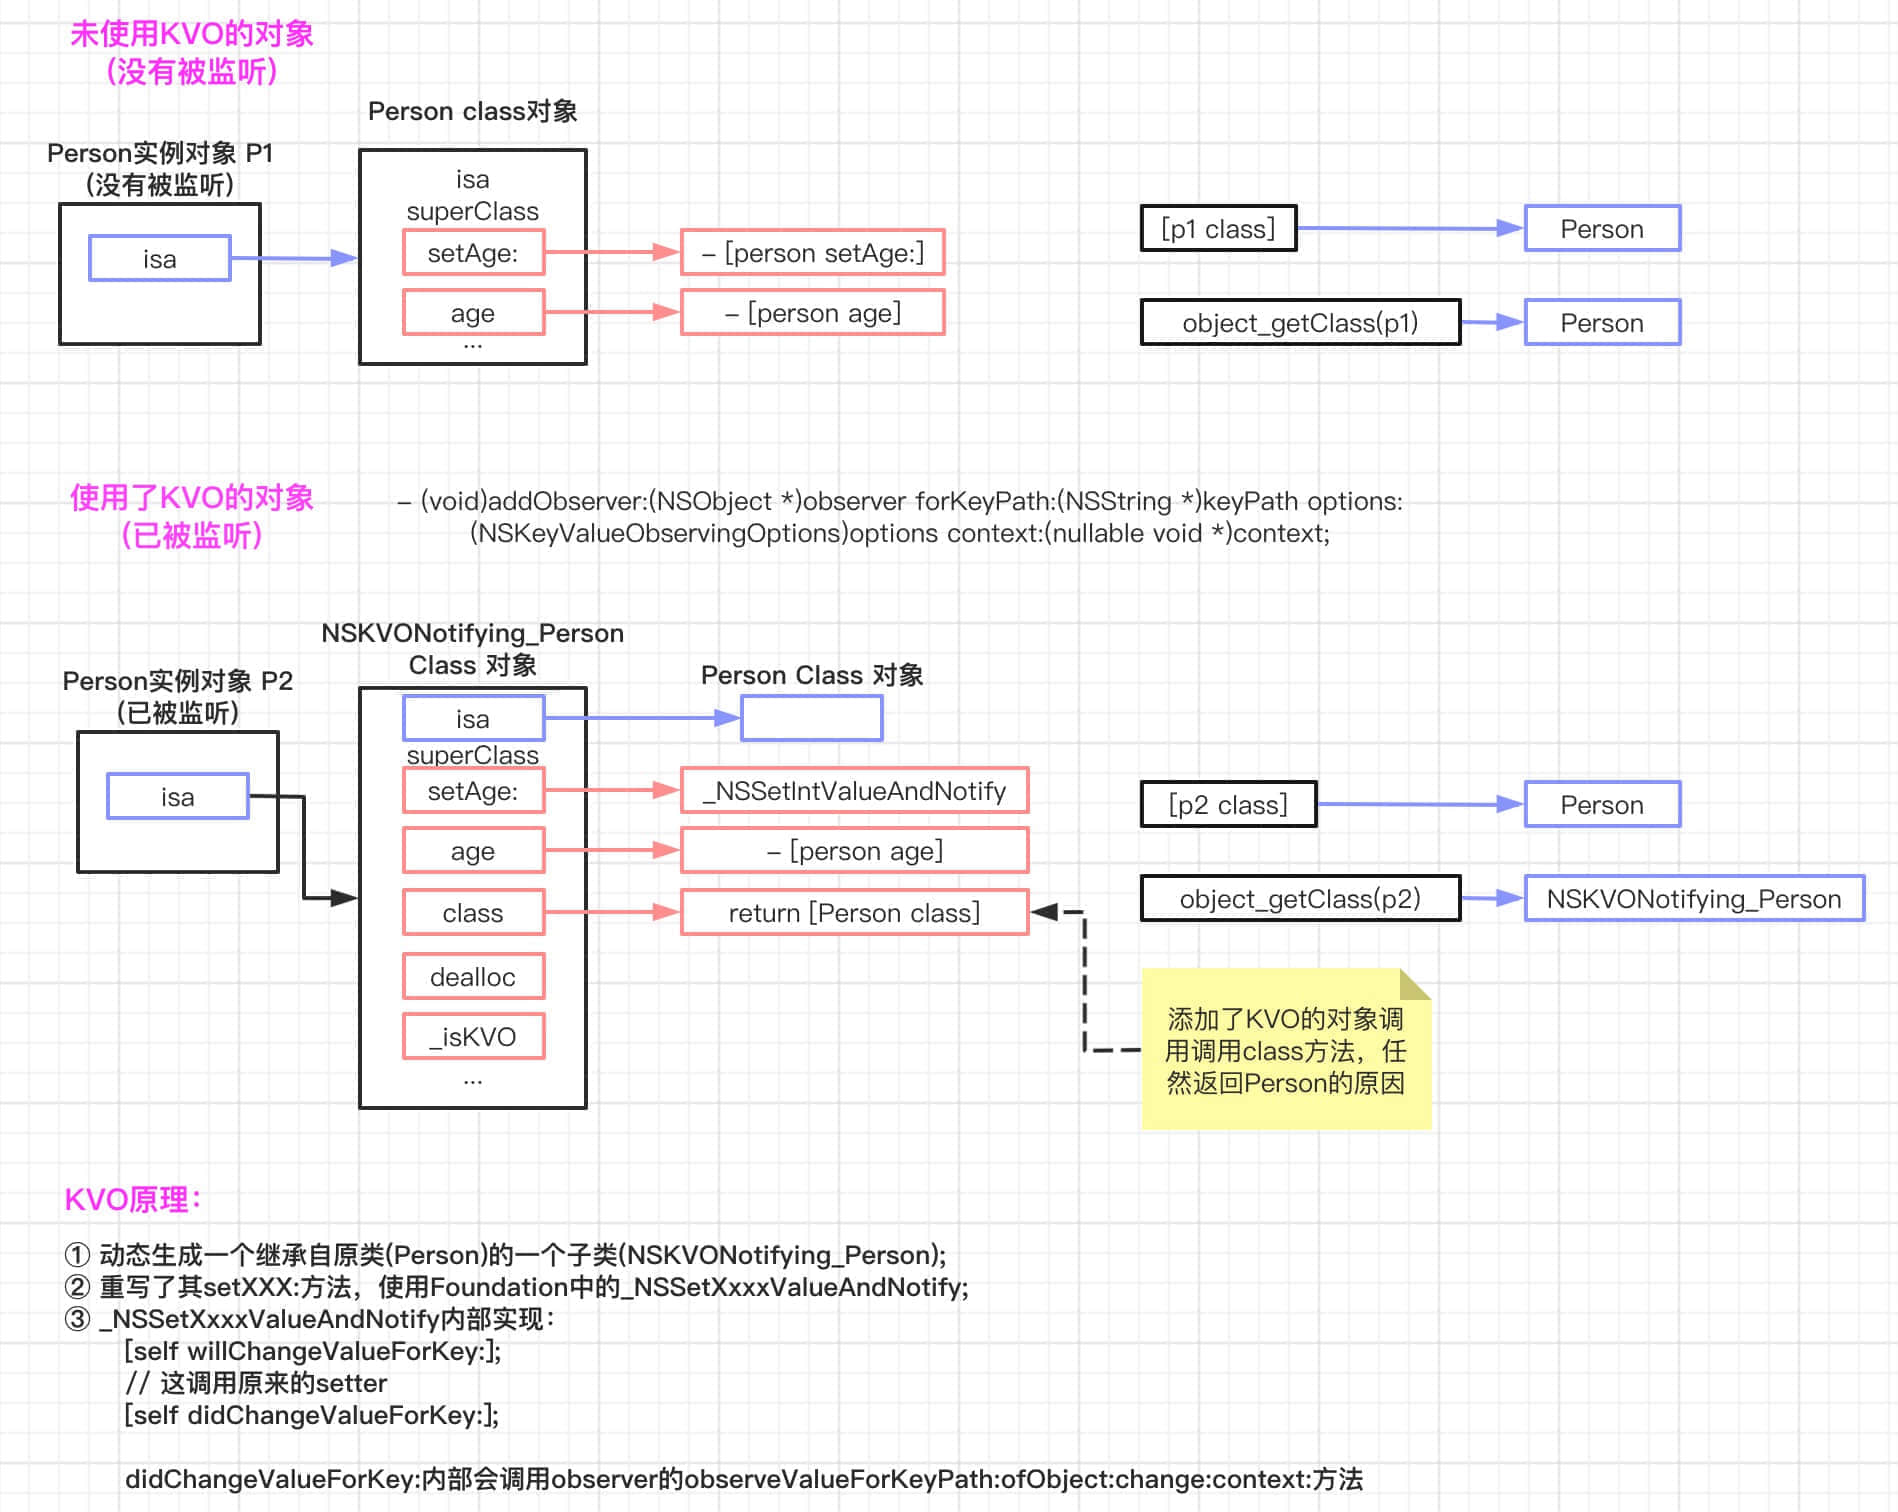 未使用KVO的对象
(没有被监听)
Person class对象
Person实例对象 P1
(没有被监听)
isa
isa
superClass
setAge:
– [person setAge:]
age
– [person age]
...
[p1 class]
Person
object_getClass(p1)
Person
使用了KVO的对象
(已被监听)
– (void)addObserver:(NSObject *)observer forKeyPath:(NSString *)keyPath options:
(NSKeyValueObservingOptions)options context:(nullable void *)context;
NSKVONotifying_Person
Class 对象
Person Class 对象
Person实例对象 P2
(已被监听)
isa
isa
superClass
setAge:
_NSSetIntValueAndNotify
age
– [person age]
class
return [Person class]
dealloc
_isKVO
...
[p2 class]
Person
object_getClass(p2)
NSKVONotifying_Person
添加了KVO的对象调
用调用class方法，任
然返回Person的原因
KVO原理：
① 动态生成一个继承自原类(Person)的一个子类(NSKVONotifying_Person);
② 重写了其setXXX:方法，使用Foundation中的_NSSetXxxxValueAndNotify;
③ _NSSetXxxxValueAndNotify内部实现：
[self willChangeValueForKey:];
// 这调用原来的setter
[self didChangeValueForKey:];
didChangeValueForKey:内部会调用observer的observeValueForKeyPath:ofObject:change:context:方法